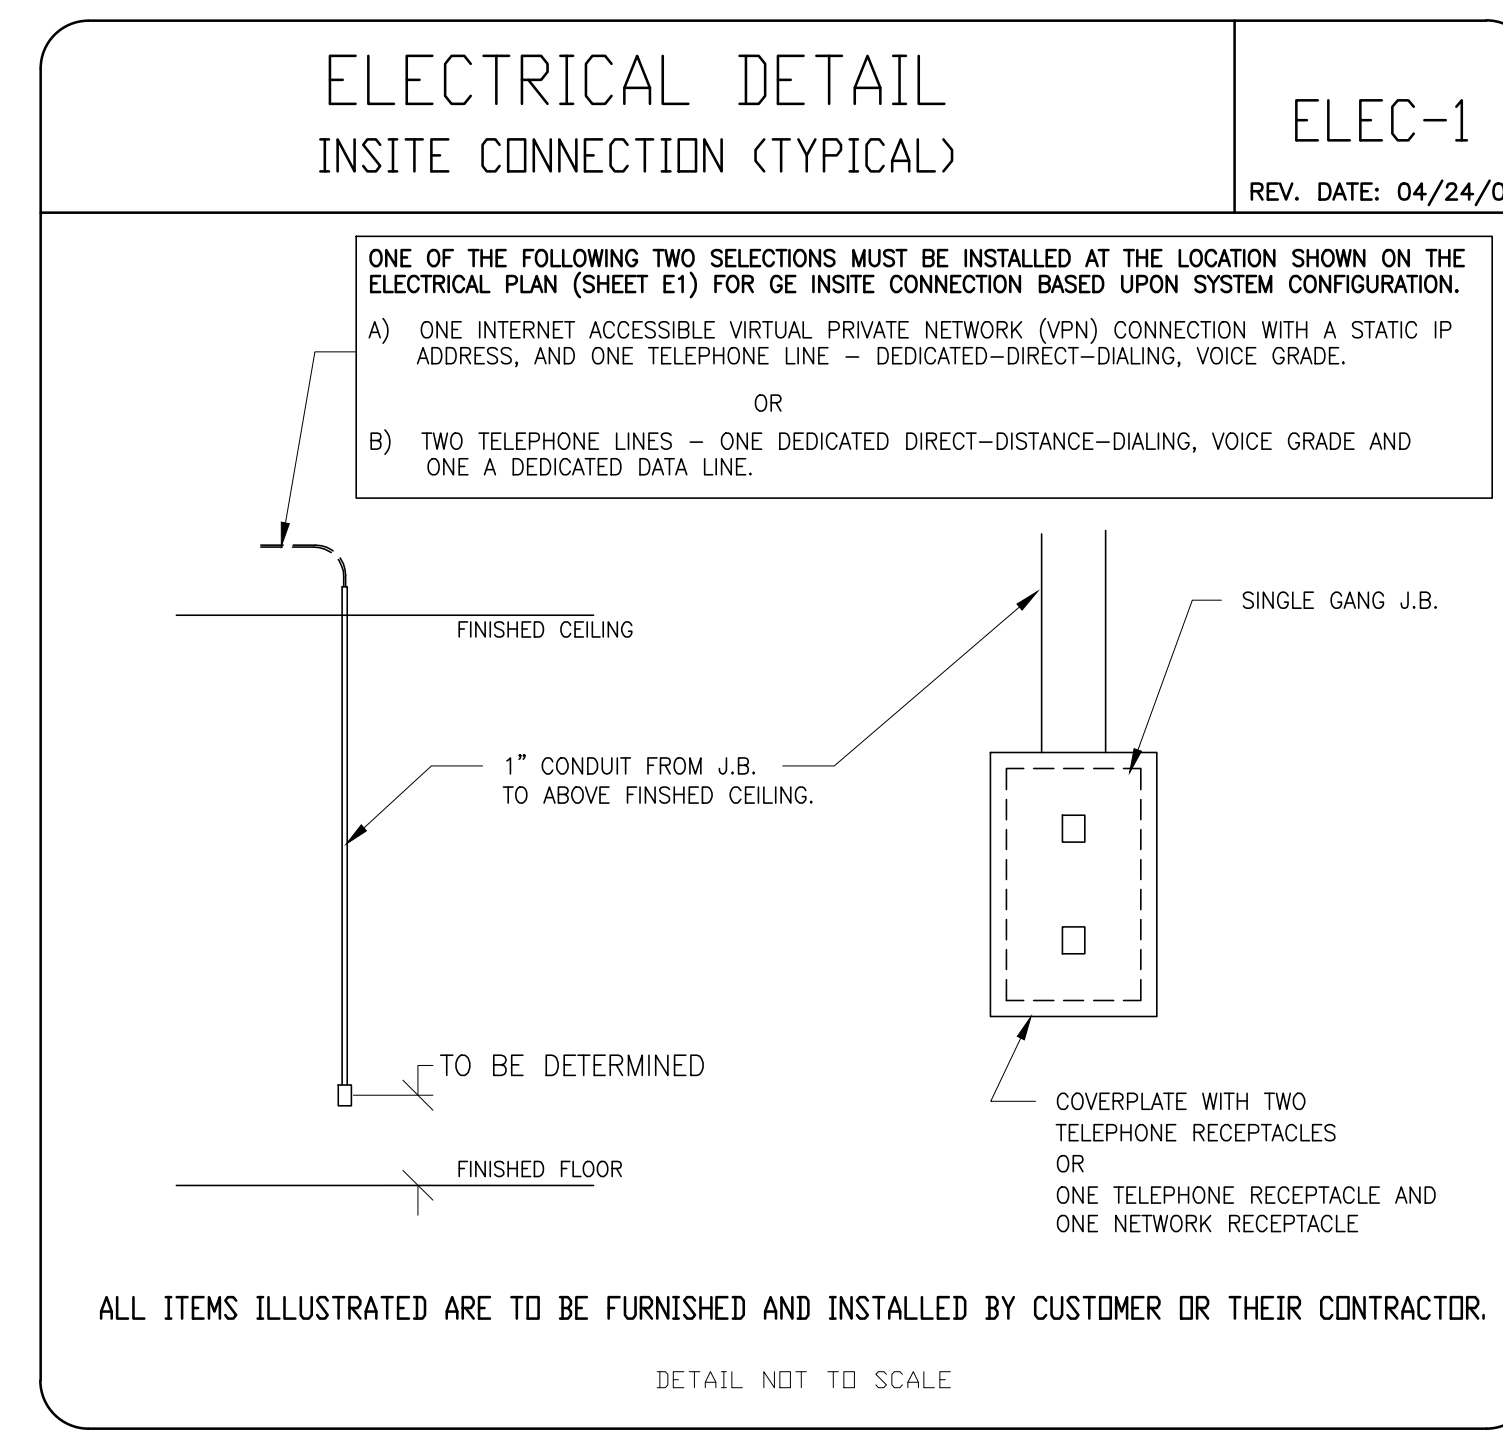 ELECTRICAL DETAIL
INSITE CONNECTION (TYPICAL)
ELEC-1
REV. DATE: 04/24/0
ONE OF THE FOLLOWING TWO SELECTIONS MUST BE INSTALLED AT THE LOCATION SHOWN ON THE
ELECTRICAL PLAN (SHEET E1) FOR GE INSITE CONNECTION BASED UPON SYSTEM CONFIGURATION.
A) ONE INTERNET ACCESSIBLE VIRTUAL PRIVATE NETWORK (VPN) CONNECTION WITH A STATIC IP
ADDRESS, AND ONE TELEPHONE LINE – DEDICATED–DIRECT–DIALING, VOICE GRADE.
OR
B) TWO TELEPHONE LINES – ONE DEDICATED DIRECT–DISTANCE–DIALING, VOICE GRADE AND
ONE A DEDICATED DATA LINE.
SINGLE GANG J.B.
FINISHED CEILING
1" CONDUIT FROM J.B.
TO ABOVE FINSHED CEILING.
TO BE DETERMINED
FINISHED FLOOR
COVERPLATE WITH TWO
TELEPHONE RECEPTACLES
OR
ONE TELEPHONE RECEPTACLE AND
ONE NETWORK RECEPTACLE
ALL ITEMS ILLUSTRATED ARE TO BE FURNISHED AND INSTALLED BY CUSTOMER OR THEIR CONTRACTOR.
DETAIL NOT TO SCALE